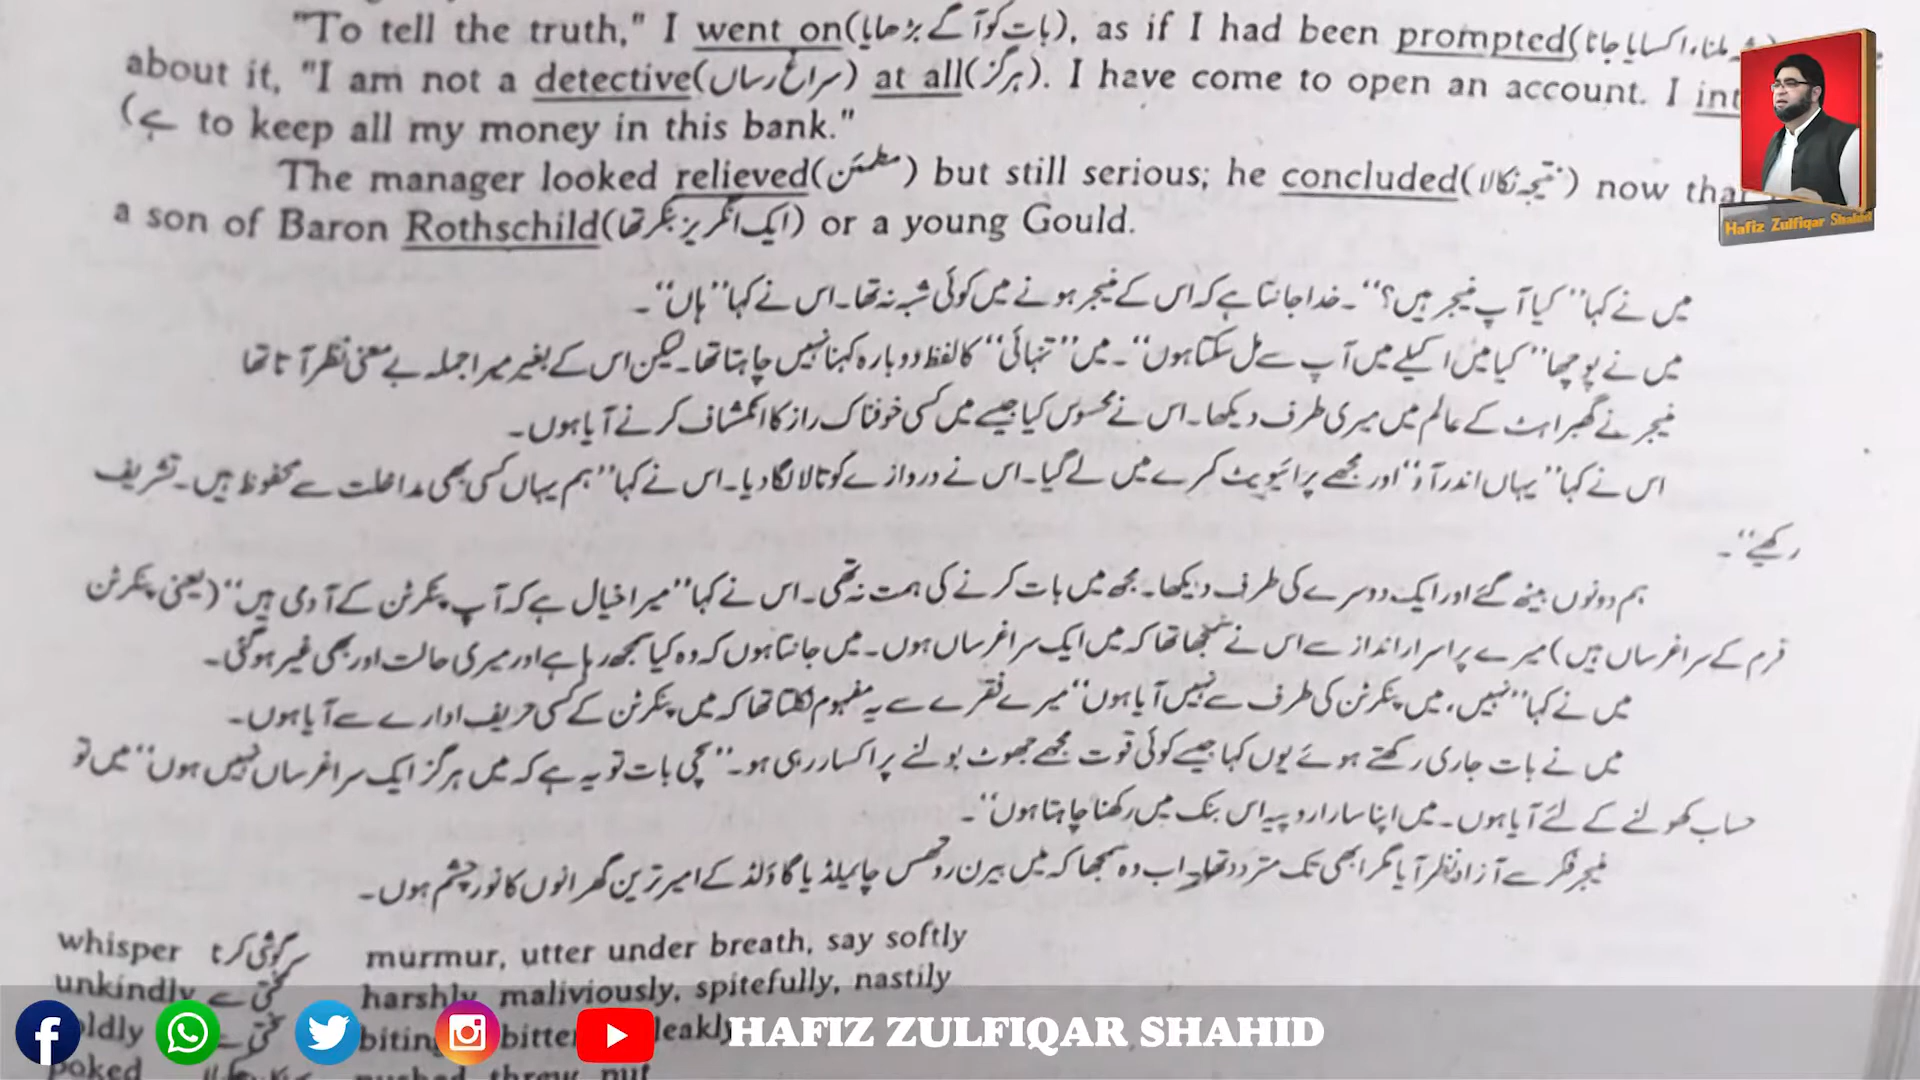 "To tell the truth," I went on(بات کو آگے بڑھایا), as if I had been prompted(
about it, "I am not a detective(سراغ رساں) at all(ہرگز). I have come to open an account. I int
(ہے to keep all my money in this bank."
The manager looked relieved(مطمئن) but still serious; he concluded(نتیجہ نکالا) now tha
a son of Baron Rothschild(ایک انگریز بنکر تھا) or a young Gould.
میں نے کہا "کیا آپ منیجر ہیں؟"۔ خدا جانتا ہے کہ اس کے منیجر ہونے میں کوئی شبہ نہ تھا۔ اس نے کہا "ہاں"۔
میں نے پوچھا "کیا میں اکیلے میں آپ سے مل سکتا ہوں"۔ میں "تنہائی" کا لفظ دوبارہ کہنا نہیں چاہتا تھا۔ لیکن اس کے بغیر میرا جملہ بے معنی نظر آتا تھا
منیجر نے گھبراہٹ کے عالم میں میری طرف دیکھا۔ اس نے محسوس کیا جیسے میں کسی خوفناک راز کا انکشاف کرنے آیا ہوں۔
اس نے کہا "یہاں اندر آؤ" اور مجھے پرائیویٹ کمرے میں لے گیا۔ اس نے دروازے کو تالا لگا دیا۔ اس نے کہا "ہم یہاں کسی بھی مداخلت سے محفوظ ہیں۔ تشریف
رکھیے"۔
ہم دونوں بیٹھ گئے اور ایک دوسرے کی طرف دیکھا۔ مجھ میں بات کرنے کی ہمت نہ تھی۔ اس نے کہا "میرا خیال ہے کہ آپ پنکرٹن کے آدمی ہیں" (یعنی پنکرٹن
فرم کے سراغرساں ہیں) میرے پر اسرار انداز سے اس نے سمجھا تھا کہ میں ایک سراغرساں ہوں۔ میں جانتا ہوں کہ وہ کیا سمجھ رہا ہے اور میری حالت اور بھی غیر ہو گئی۔
میں نے کہا "نہیں، میں پنکرٹن کی طرف سے نہیں آیا ہوں" میرے فقرے سے یہ مفہوم نکلتا تھا کہ میں پنکرٹن کے کسی حریف ادارے سے آیا ہوں۔
میں نے بات جاری رکھتے ہوئے یوں کہا جیسے کوئی قوت مجھے جھوٹ بولنے پر اکسا رہی ہو۔ "سچی بات تو یہ ہے کہ میں ہرگز ایک سراغرساں نہیں ہوں" میں تو
حساب کھولنے کے لئے آیا ہوں۔ میں اپنا سارا روپیہ اس بنک میں رکھنا چاہتا ہوں"۔
منیجر فکر سے آزاد نظر آیا مگر ابھی تک متردد تھا۔ اب وہ سمجھا کہ میں بیرن روتھس چائیلڈ یا گاؤلڈ کے امیر ترین گھرانوں کا نور چشم ہوں۔
whisper سرگوشی کرنا murmur, utter under breath, say softly
unkindly سختی سے harshly, maliviously, spitefully, nastily
oldly سختی سے biting bitter leakly
poked pushed, threw, put
Hafiz Zulfiqar Shahid
HAFIZ ZULFIQAR SHAHID